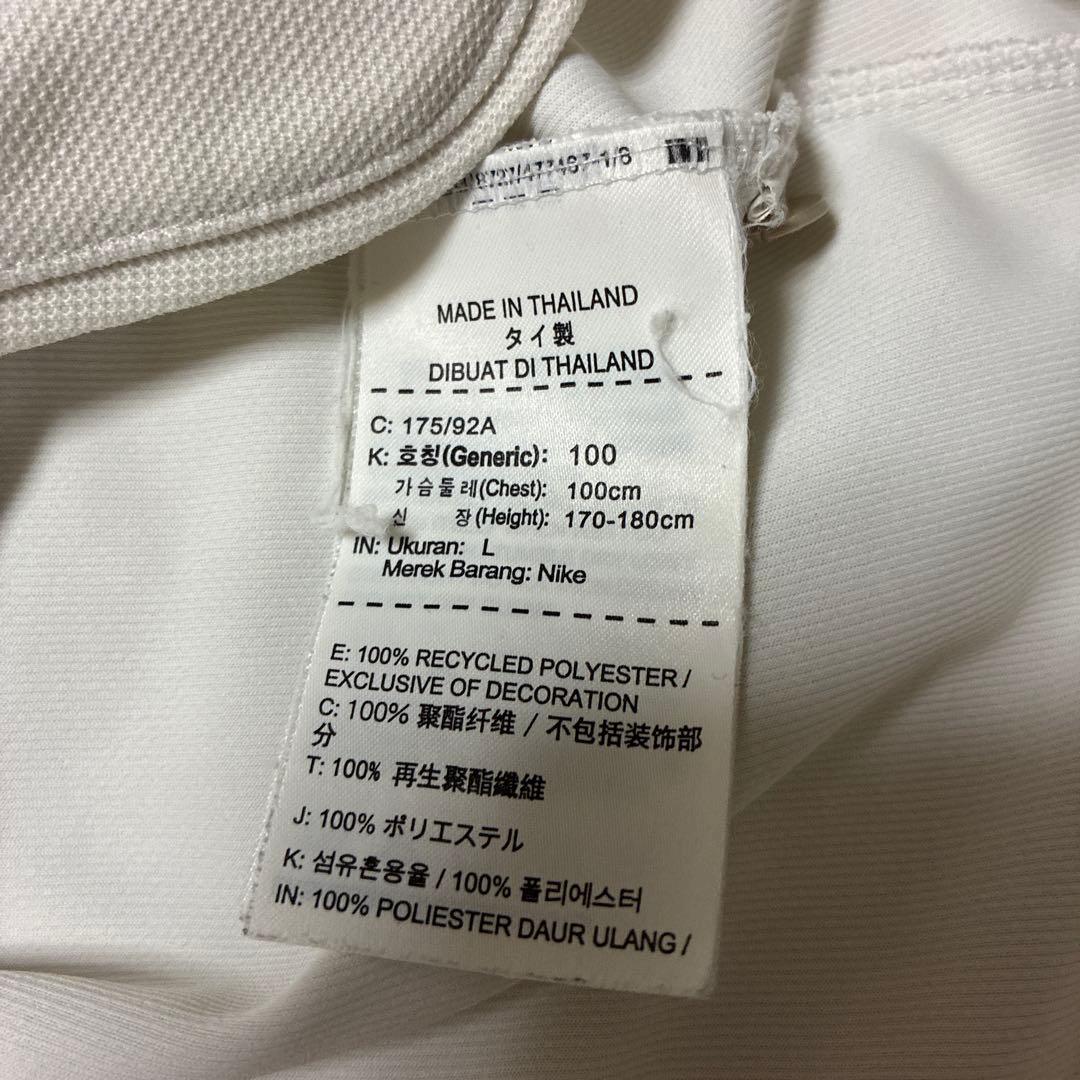 MADE IN THAILAND
タイ製
DIBUAT DI THAILAND
C: 175/92A
K: 호칭(Generic): 100
가슴둘레(Chest): 100cm
신 장(Height): 170-180cm
IN: Ukuran: L
Merek Barang: Nike
E: 100% RECYCLED POLYESTER /
EXCLUSIVE OF DECORATION
C: 100% 聚酯纤维 / 不包括装饰部
分
T: 100% 再生聚酯纖維
J: 100% ポリエステル
K: 섬유혼용율 / 100% 폴리에스터
IN: 100% POLIESTER DAUR ULANG /